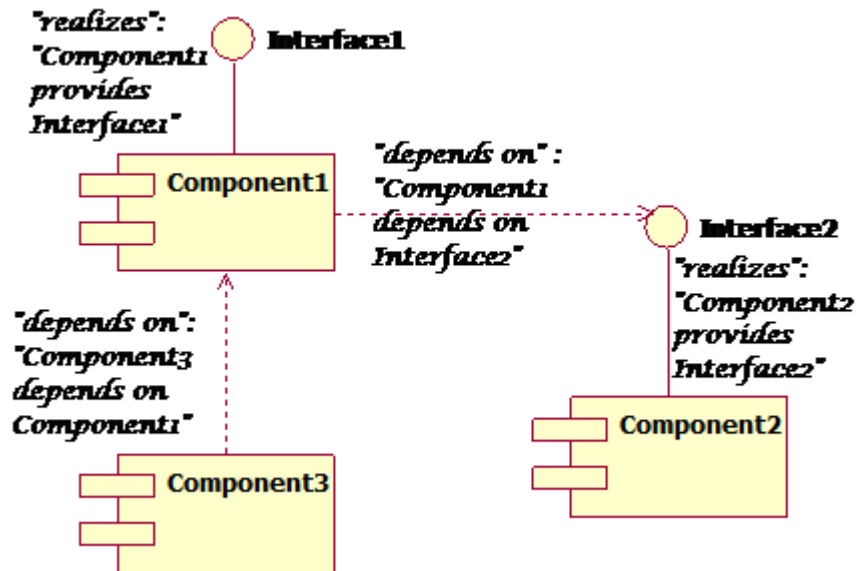 "realizes":
"Component1
provides
Interface1"
Interface1
Component1
"depends on" :
"Component1
depends on
Interface2"
Interface2
"realizes":
"Component2
provides
Interface2"
"depends on":
"Component3
depends on
Component1"
Component2
Component3